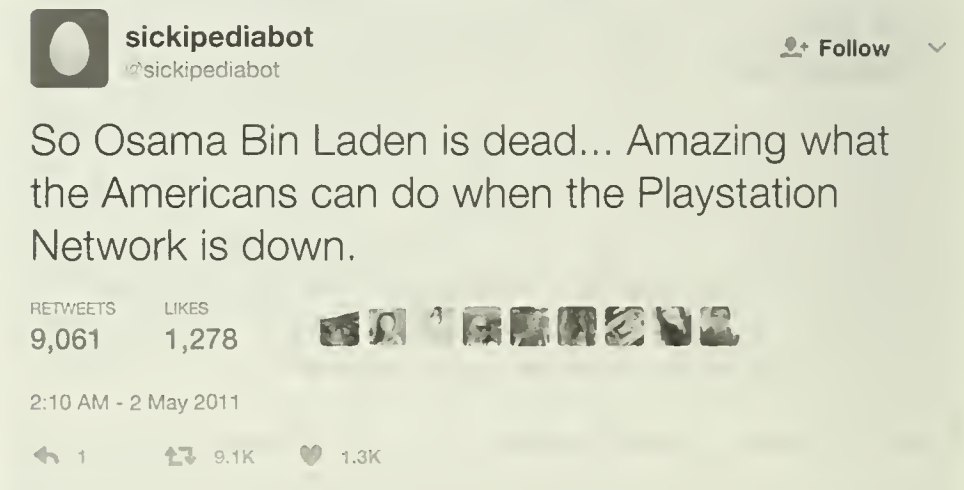 sickipediabot
@sickipediabot
Follow
So Osama Bin Laden is dead... Amazing what
the Americans can do when the Playstation
Network is down.
RETWEETS LIKES
9,061 1,278
2:10 AM - 2 May 2011
1 9.1K 1.3K